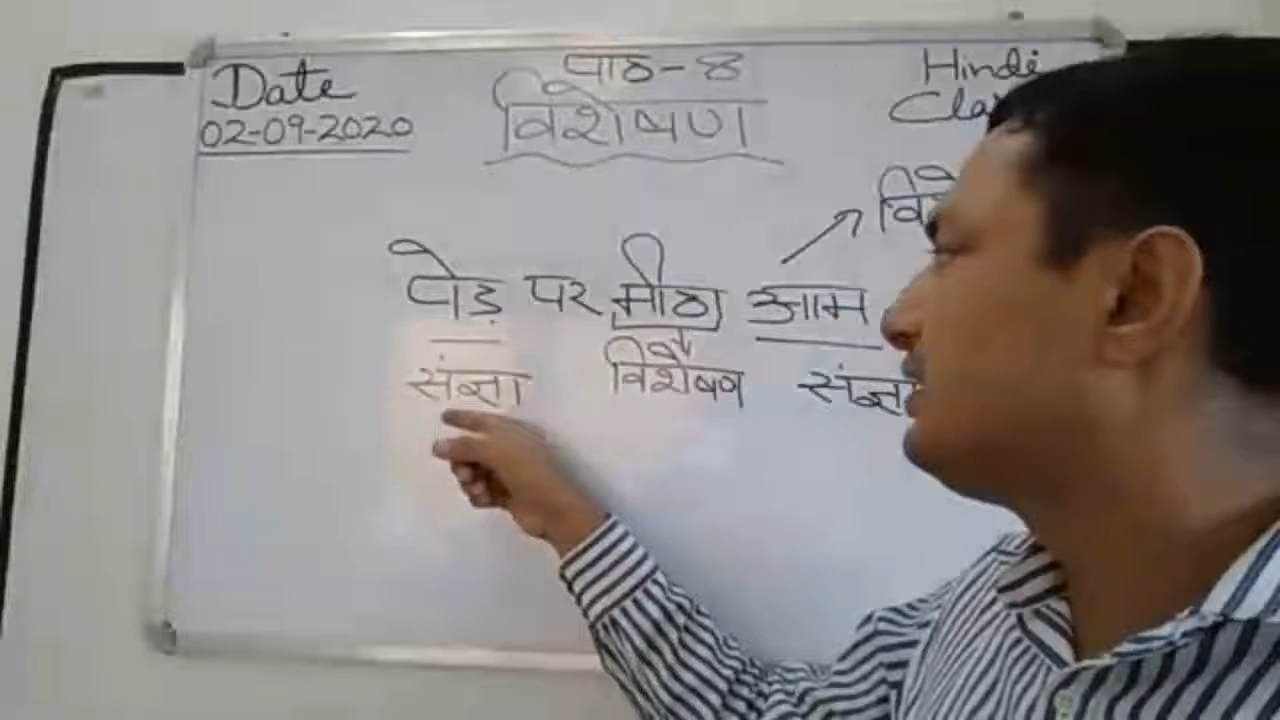 Date
02-09-2020
पाठ-8
विशेषण
Hindi
पेड़ पर मीठा आम
संज्ञा विशेषण